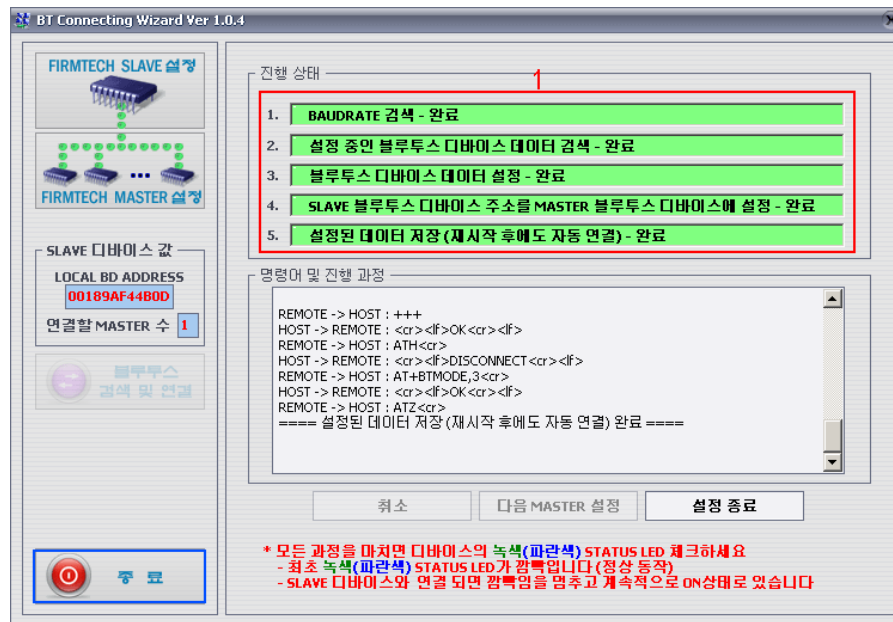 BT Connecting Wizard Ver 1.0.4
FIRMTECH SLAVE 설정
FIRMTECH MASTER 설정
SLAVE 디바이스 값
LOCAL BD ADDRESS
00189AF44B0D
연결할 MASTER 수 1
블루투스
검색 및 연결
종 료
진행 상태
1
1. BAUDRATE 검색 - 완료
2. 설정 중인 블루투스 디바이스 데이터 검색 - 완료
3. 블루투스 디바이스 데이터 설정 - 완료
4. SLAVE 블루투스 디바이스 주소를 MASTER 블루투스 디바이스에 설정 - 완료
5. 설정된 데이터 저장 (재시작 후에도 자동 연결) - 완료
명령어 및 진행 과정
REMOTE -> HOST : +++
HOST -> REMOTE : <cr><lf>OK<cr><lf>
REMOTE -> HOST : ATH<cr>
HOST -> REMOTE : <cr><lf>DISCONNECT<cr><lf>
REMOTE -> HOST : AT+BTMODE,3<cr>
HOST -> REMOTE : <cr><lf>OK<cr><lf>
REMOTE -> HOST : ATZ<cr>
==== 설정된 데이터 저장 (재시작 후에도 자동 연결) 완료 ====
취소
다음 MASTER 설정
설정 종료
* 모든 과정을 마치면 디바이스의 녹색(파란색) STATUS LED 체크하세요
- 최초 녹색(파란색) STATUS LED가 깜빡입니다 (정상 동작)
- SLAVE 디바이스와 연결 되면 깜빡임을 멈추고 계속적으로 ON상태로 있습니다